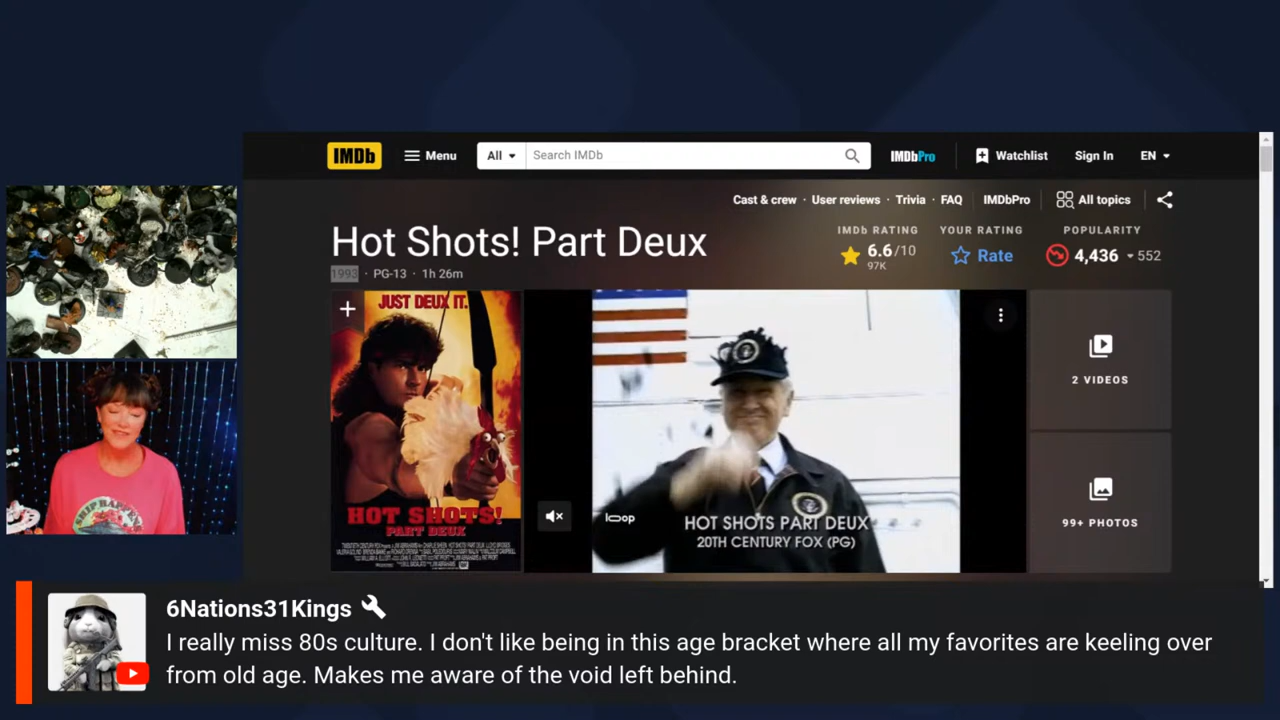 IMDb
Menu
All
Search IMDb
IMDbPro
Watchlist
Sign In
EN
Cast & crew · User reviews · Trivia · FAQ
IMDbPro
All topics
Hot Shots! Part Deux
1993 · PG-13 · 1h 26m
IMDb RATING
6.6/10
97K
YOUR RATING
Rate
POPULARITY
4,436
552
JUST DEUX IT.
HOT SHOTS!
PART DEUX
loop
HOT SHOTS PART DEUX
20TH CENTURY FOX (PG)
2 VIDEOS
99+ PHOTOS
6Nations31Kings
I really miss 80s culture. I don't like being in this age bracket where all my favorites are keeling over
from old age. Makes me aware of the void left behind.